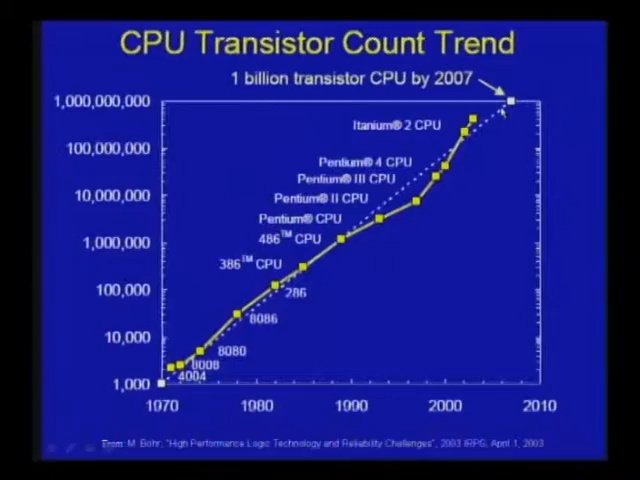 CPU Transistor Count Trend
1 billion transistor CPU by 2007
1,000,000,000
Itanium® 2 CPU
100,000,000
Pentium® 4 CPU
Pentium® III CPU
10,000,000
Pentium® II CPU
Pentium® CPU
486™ CPU
1,000,000
386™ CPU
100,000
286
8086
10,000
8080
8008
4004
1,000
1970 1980 1990 2000 2010
From: M. Bohr, "High Performance Logic Technology and Reliability Challenges", 2003 IRPS, April 1, 2003